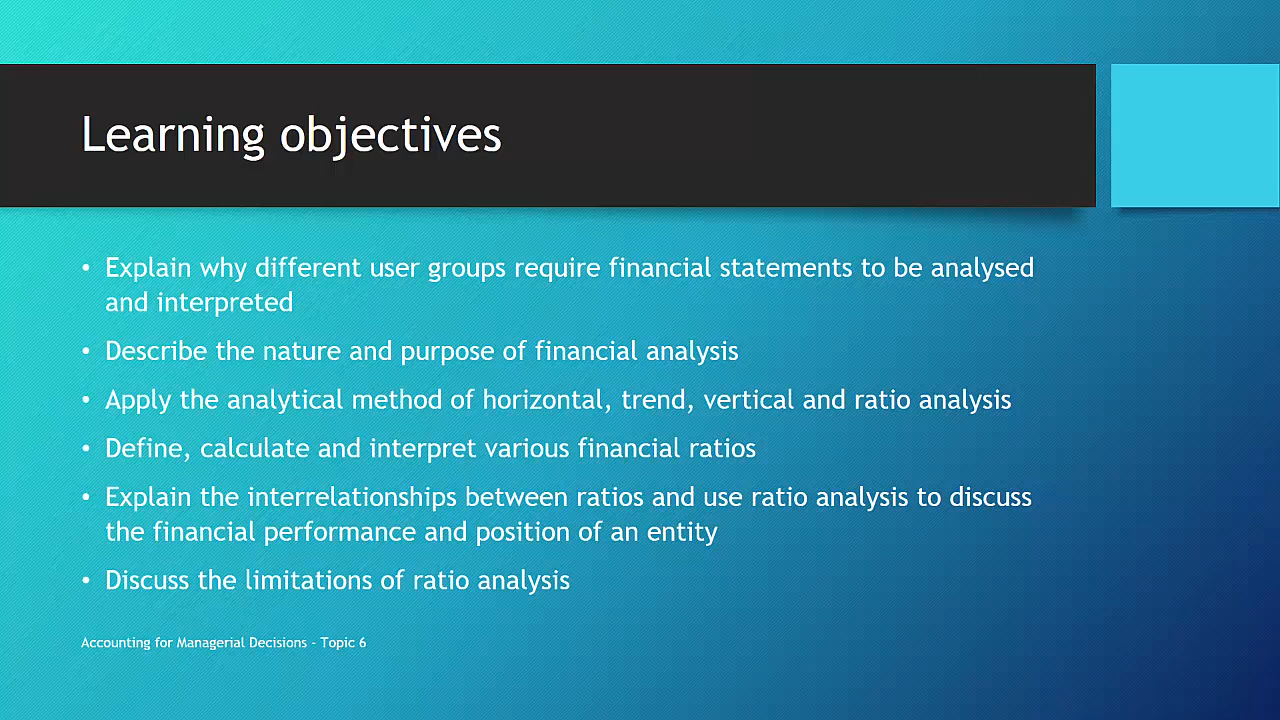 Learning objectives
• Explain why different user groups require financial statements to be analysed
and interpreted
• Describe the nature and purpose of financial analysis
• Apply the analytical method of horizontal, trend, vertical and ratio analysis
• Define, calculate and interpret various financial ratios
• Explain the interrelationships between ratios and use ratio analysis to discuss
the financial performance and position of an entity
• Discuss the limitations of ratio analysis
Accounting for Managerial Decisions - Topic 6